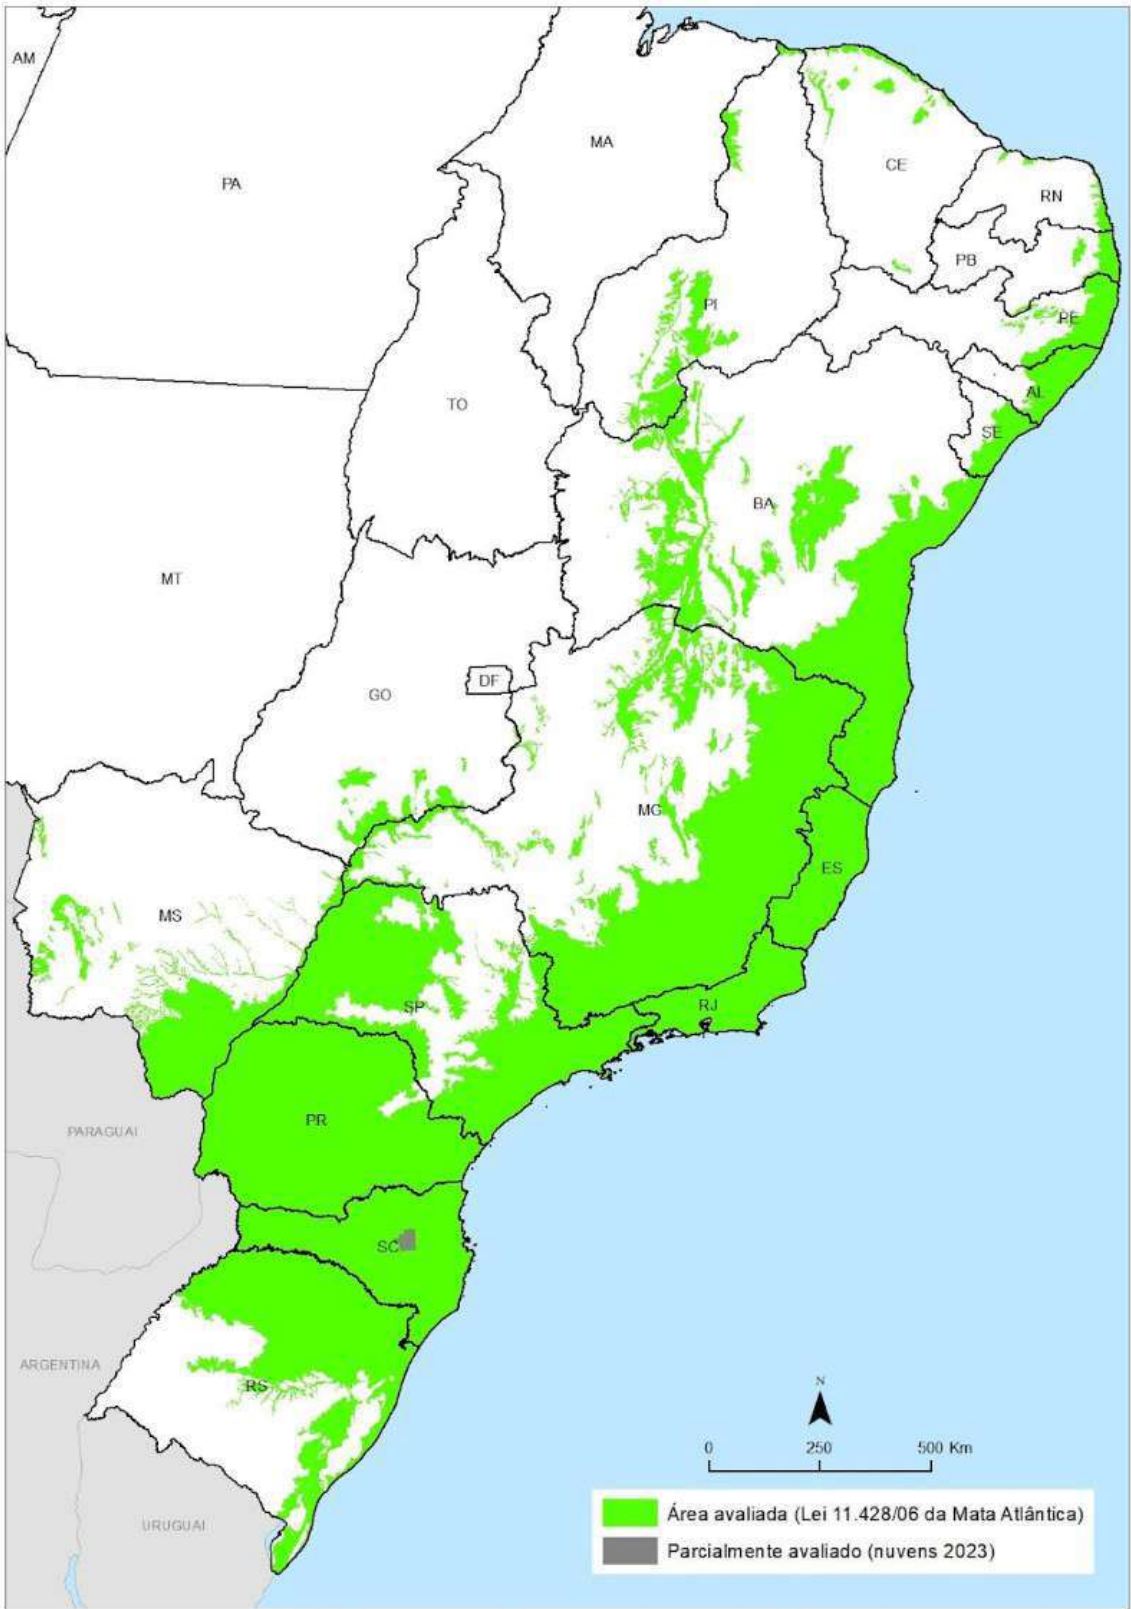 AM
MA
CE
PA
RN
PB
PI
PE
TO
AL
SE
BA
MT
DF
GO
MG
ES
MS
SP
RJ
PR
PARAGUAI
SC
ARGENTINA
RS
N
0 250 500 Km
Área avaliada (Lei 11.428/06 da Mata Atlântica)
URUGUAI
Parcialmente avaliado (nuvens 2023)